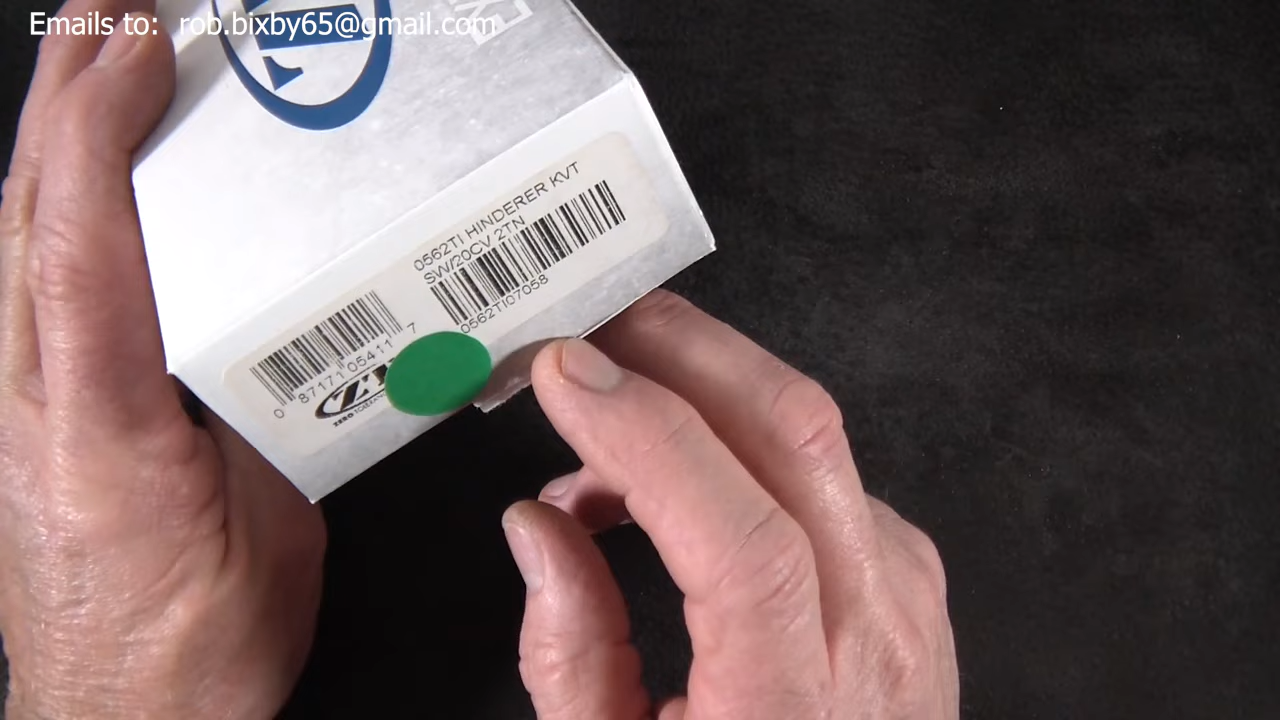 Emails to: rob.bixby65@gmail.com
0562TI HINDERER KVT
SW/20CV 2TN
0562TI07058
0 87171 05411 7